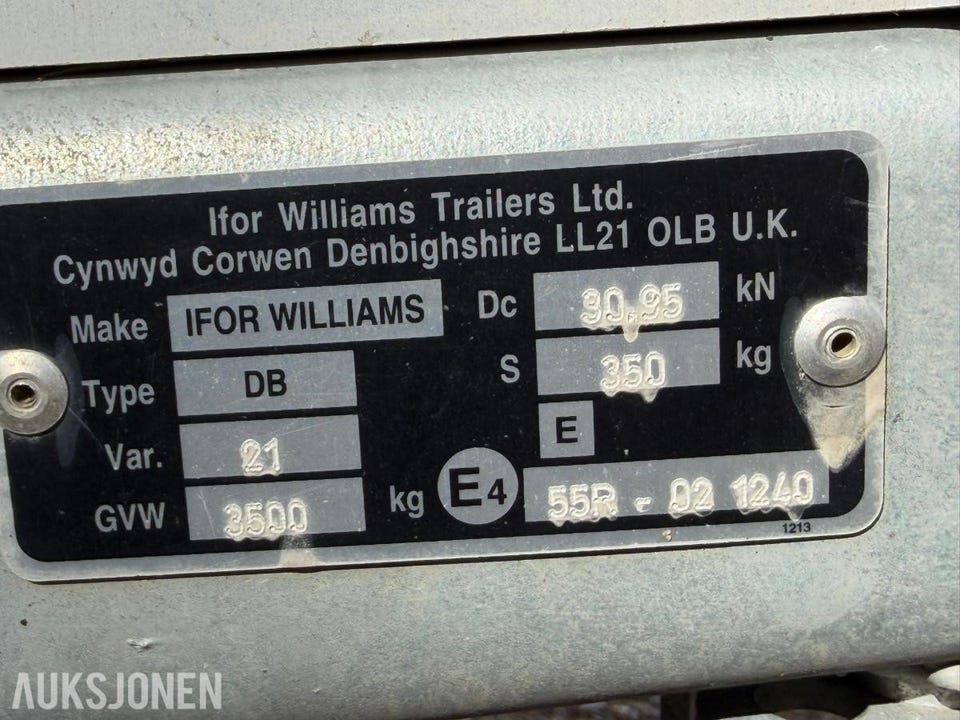 Ifor Williams Trailers Ltd.
Cynwyd Corwen Denbighshire LL21 OLB U.K.
Make IFOR WILLIAMS Dc 30.95 kN
Type DB S 350 kg
Var. 21 E
GVW 3500 kg E4 55R - 02 1240
1213
AUKSJONEN